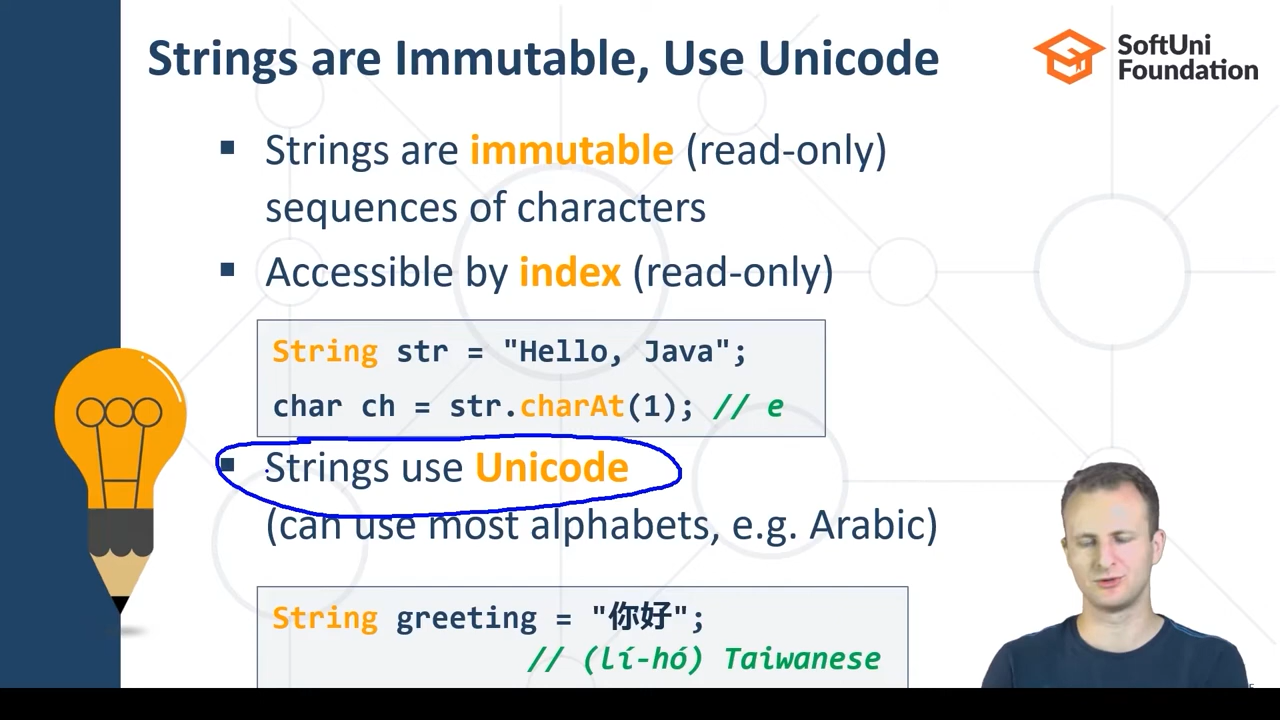 Strings are Immutable, Use Unicode
SoftUni
Foundation
▪ Strings are immutable (read-only)
sequences of characters
▪ Accessible by index (read-only)
String str = "Hello, Java";
char ch = str.charAt(1); // e
▪ Strings use Unicode
(can use most alphabets, e.g. Arabic)
String greeting = "你好";
// (lí-hó) Taiwanese